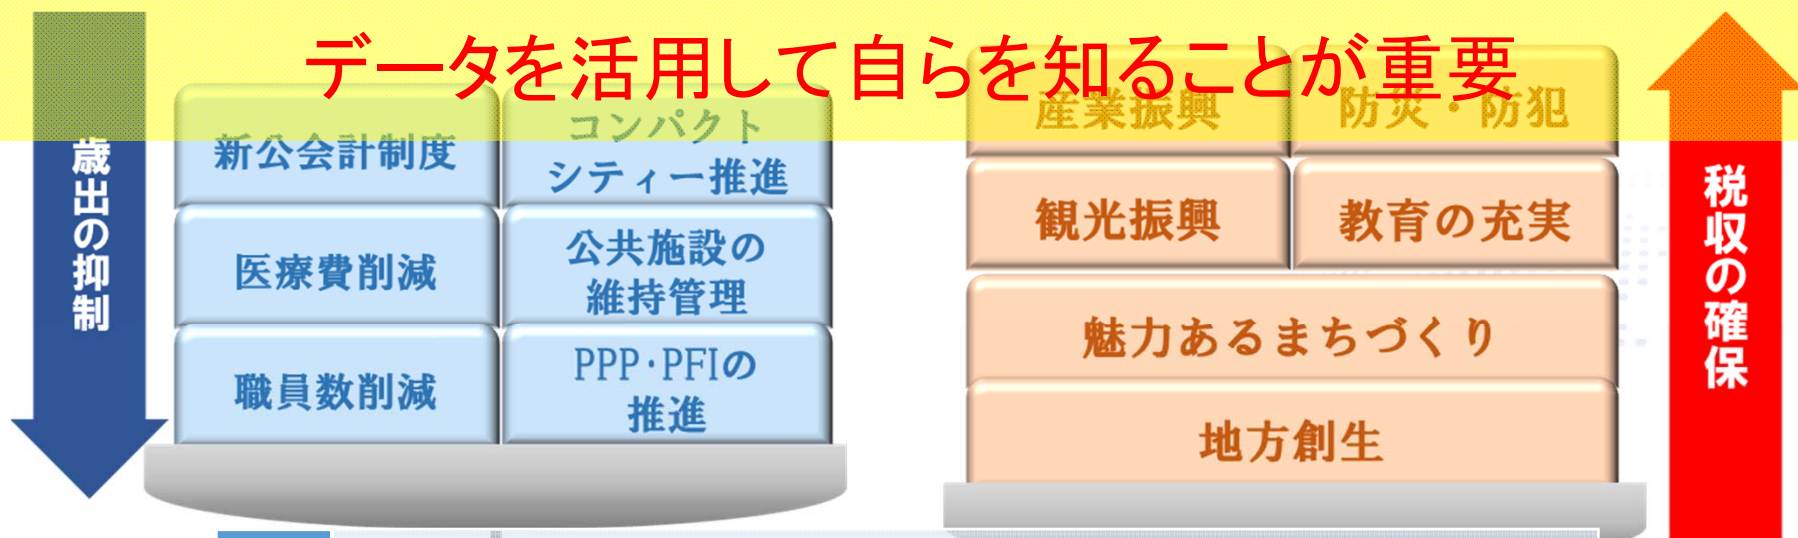 データを活用して自らを知ることが重要
歳出の抑制
新公会計制度
コンパクト
シティー推進
医療費削減
公共施設の
維持管理
職員数削減
PPP・PFIの
推進
産業振興
防災・防犯
観光振興
教育の充実
魅力あるまちづくり
地方創生
税収の確保